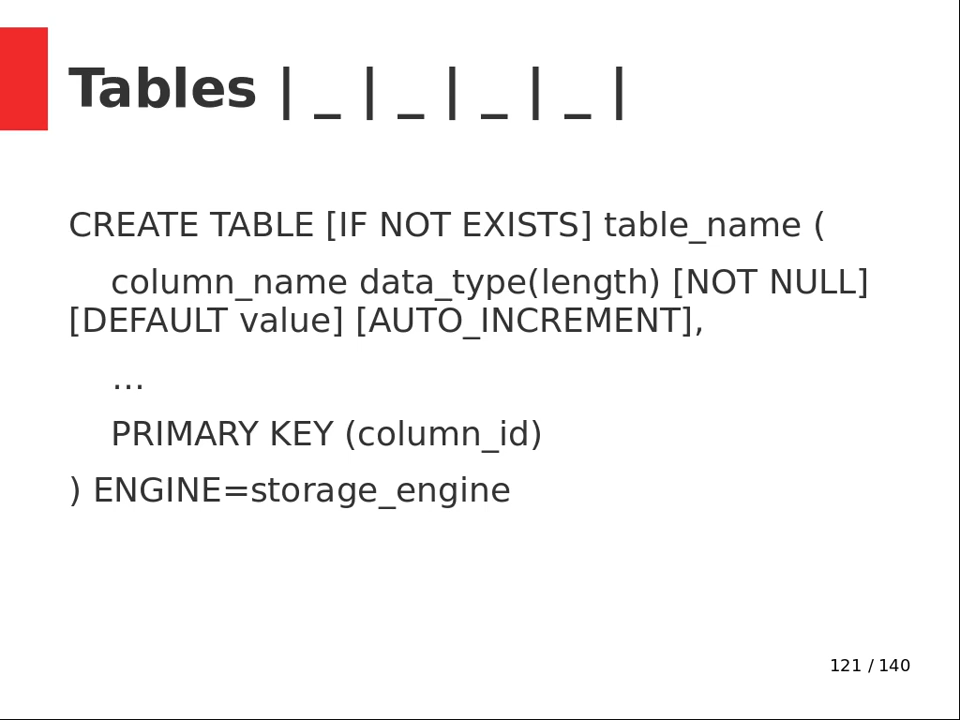 Tables | _ | _ | _ | _ |
CREATE TABLE [IF NOT EXISTS] table_name (
column_name data_type(length) [NOT NULL]
[DEFAULT value] [AUTO_INCREMENT],
…
PRIMARY KEY (column_id)
) ENGINE=storage_engine
121 / 140